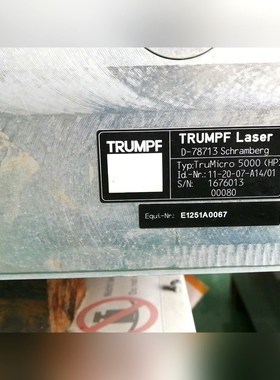 TRUMPF
TRUMPF Laser
D-78713 Schramberg
Typ:TruMicro 5000 (HP
Id.-Nr.: 11-20-07-A14/01
S/N: 1676013
00080
Equi-Nr.: E1251A0067